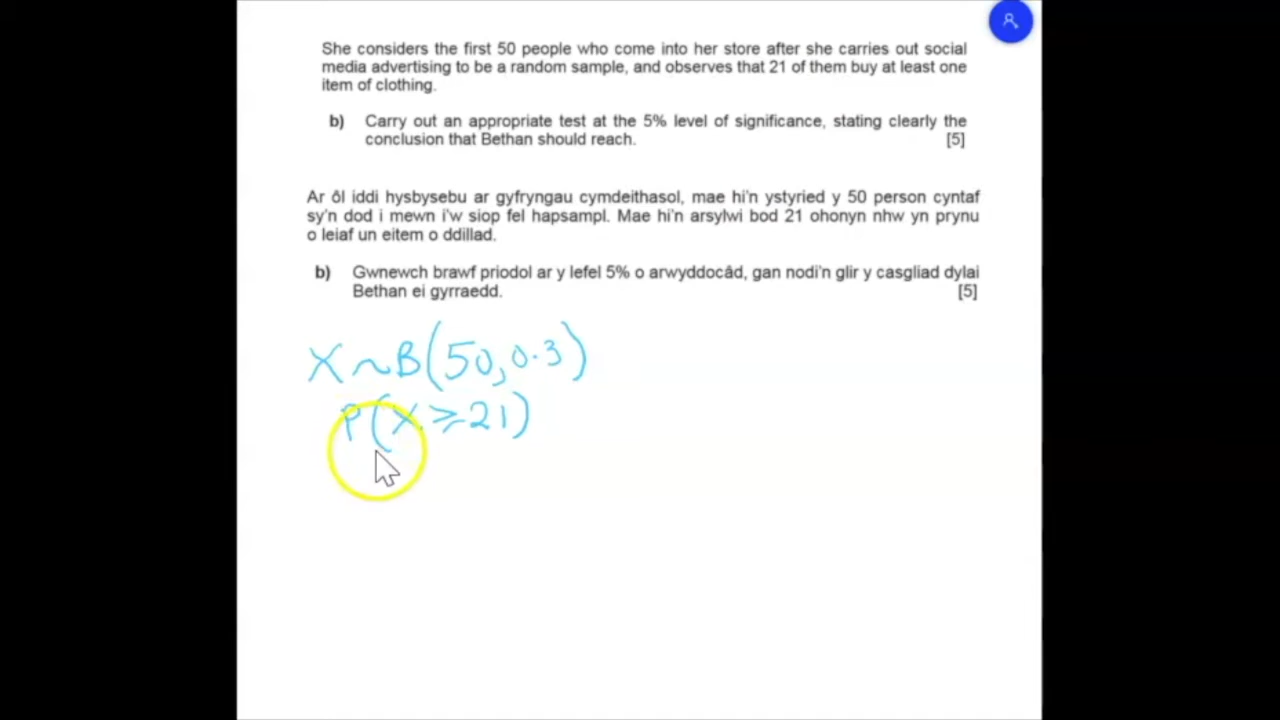 She considers the first 50 people who come into her store after she carries out social
media advertising to be a random sample, and observes that 21 of them buy at least one
item of clothing.
b) Carry out an appropriate test at the 5% level of significance, stating clearly the
conclusion that Bethan should reach. [5]
Ar ôl iddi hysbysebu ar gyfryngau cymdeithasol, mae hi'n ystyried y 50 person cyntaf
sy'n dod i mewn i'w siop fel hapsampl. Mae hi'n arsylwi bod 21 ohonyn nhw yn prynu
o leiaf un eitem o ddillad.
b) Gwnewch brawf priodol ar y lefel 5% o arwyddocâd, gan nodi'n glir y casgliad dylai
Bethan ei gyrraedd. [5]
X~B(50,0.3)
P(X⩾21)